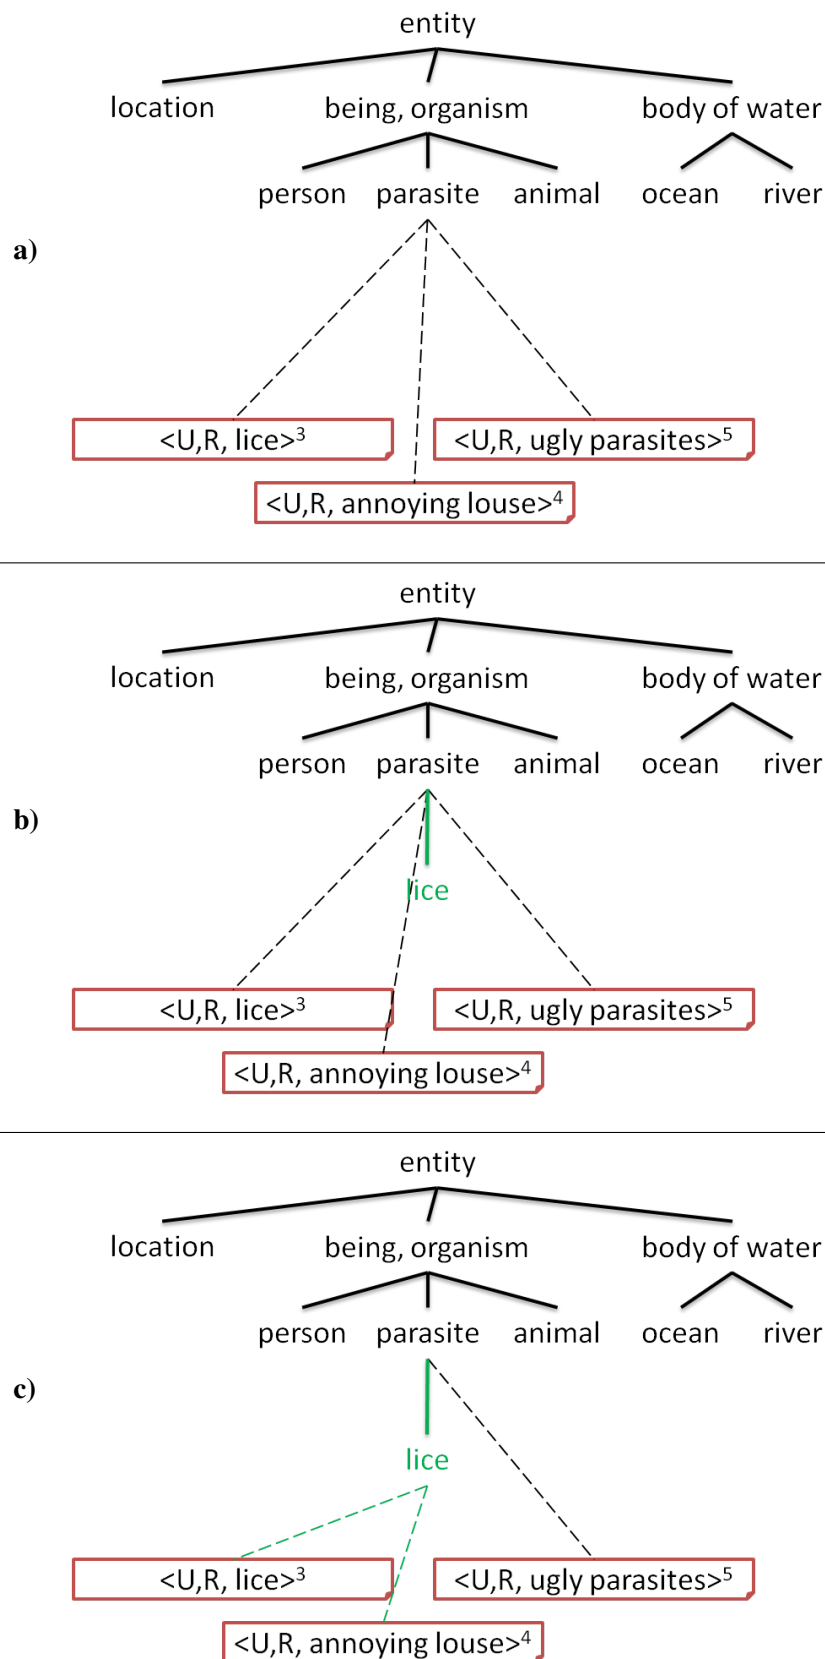 entity
location being, organism body of water
person parasite animal ocean river
a)
<U,R, lice>3 <U,R, ugly parasites>5
<U,R, annoying louse>4
entity
location being, organism body of water
person parasite animal ocean river
b)
lice
<U,R, lice>3 <U,R, ugly parasites>5
<U,R, annoying louse>4
entity
location being, organism body of water
person parasite animal ocean river
c)
lice
<U,R, lice>3 <U,R, ugly parasites>5
<U,R, annoying louse>4